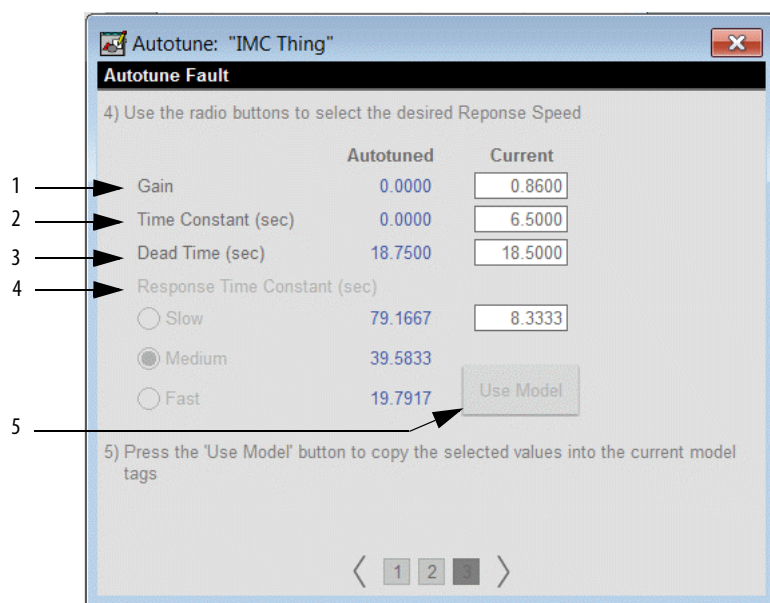 Autotune: "IMC Thing"
Autotune Fault
4) Use the radio buttons to select the desired Reponse Speed
Autotuned Current
1 Gain 0.0000 0.8600
2 Time Constant (sec) 0.0000 6.5000
3 Dead Time (sec) 18.7500 18.5000
4 Response Time Constant (sec)
Slow 79.1667 8.3333
Medium 39.5833
Fast 19.7917 Use Model
5
5) Press the 'Use Model' button to copy the selected values into the current model
tags
1 2 3